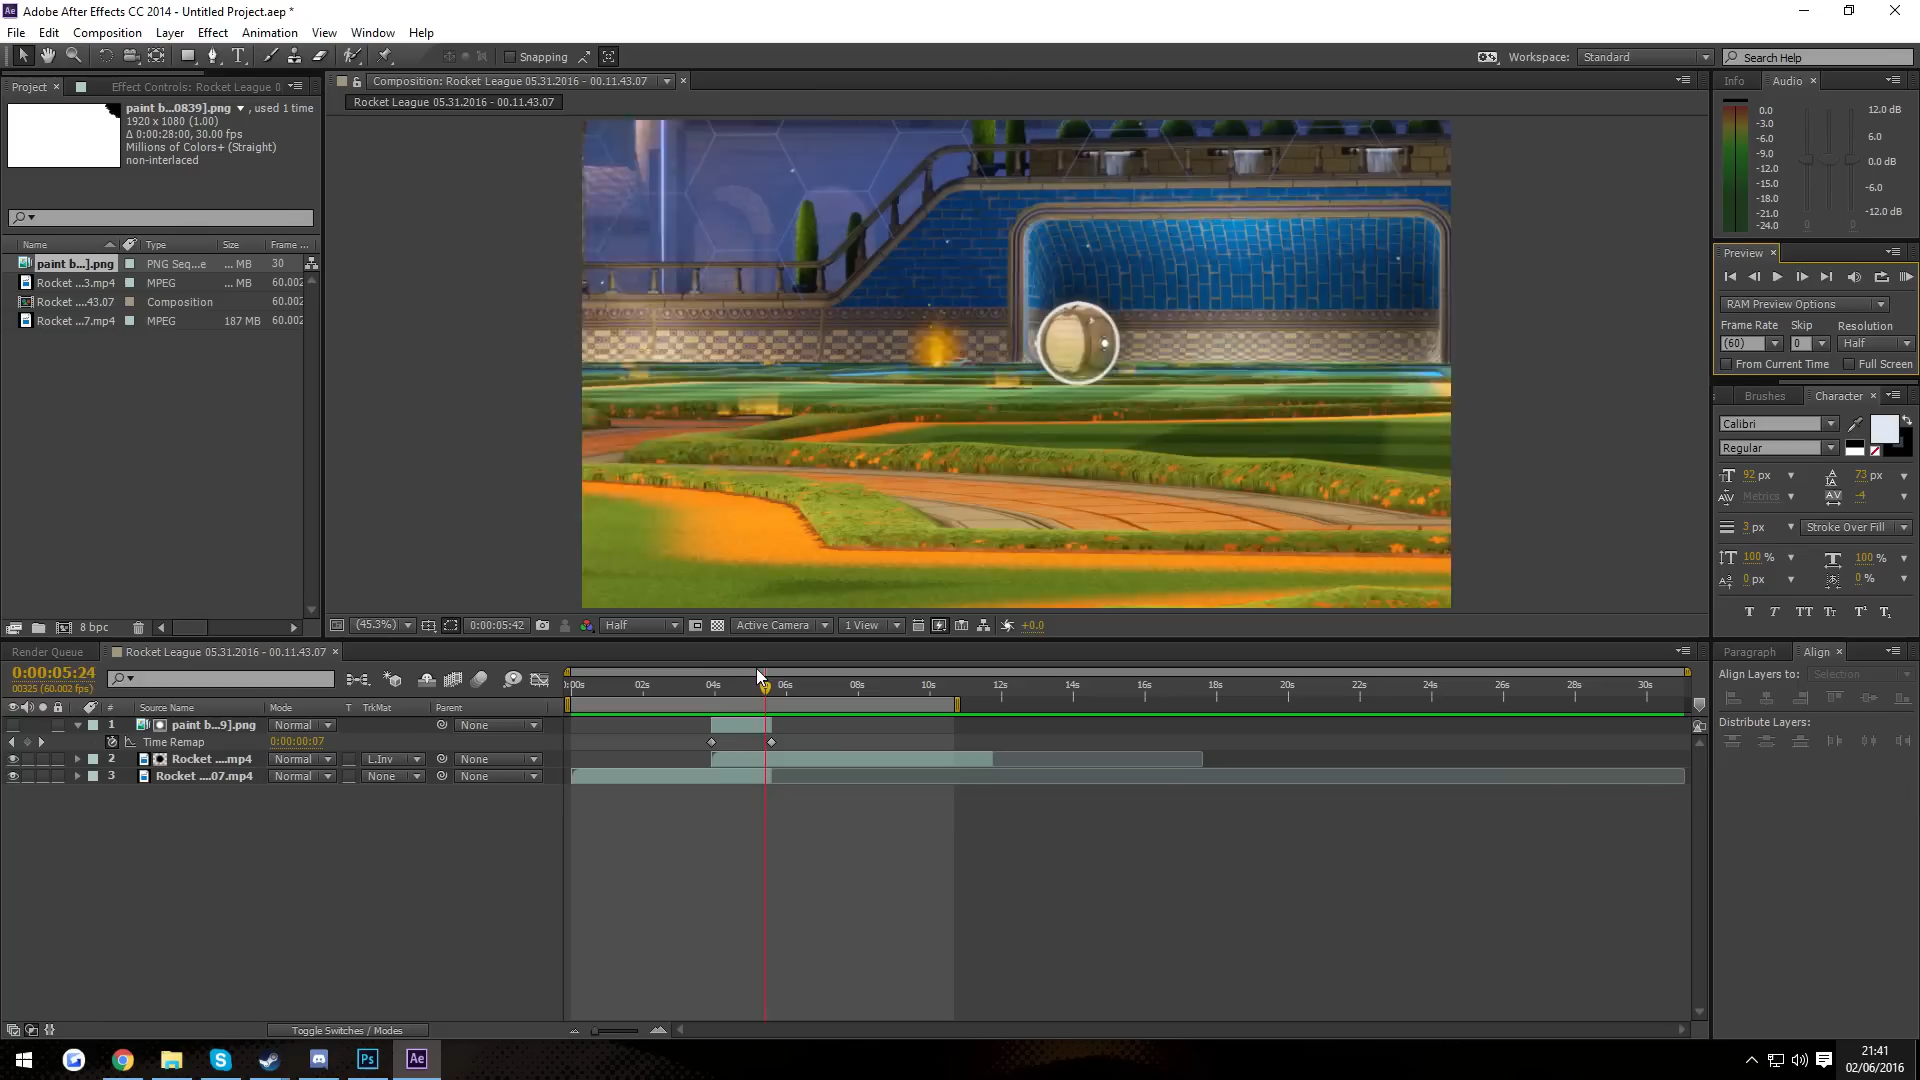 Adobe After Effects CC 2014 - Untitled Project.aep *
File Edit Composition Layer Effect Animation View Window Help
Snapping
Workspace: Standard
Search Help
Project
Effect Controls: Rocket League 0
paint b...0839].png , used 1 time
1920 x 1080 (1.00)
Δ 0:00:28:00, 30.00 fps
Millions of Colors+ (Straight)
non-interlaced
Name Type Size Frame ...
paint b...].png PNG Seq...e ... MB 30
Rocket ...3.mp4 MPEG ... MB 60.002
Rocket ....43.07 Composition 60.002
Rocket ...7.mp4 MPEG 187 MB 60.002
8 bpc
Composition: Rocket League 05.31.2016 - 00.11.43.07
Rocket League 05.31.2016 - 00.11.43.07
(45.3%) 0:00:05:42 Half Active Camera 1 View +0.0
Info Audio
0.0 12.0 dB
-3.0
-6.0 6.0
-9.0
-12.0 0.0 dB
-15.0
-18.0 -6.0
-21.0
-24.0 -12.0 dB
0 0
Preview
RAM Preview Options
Frame Rate Skip Resolution
(60) 0 Half
From Current Time Full Screen
Brushes Character
Calibri
Regular
92 px 73 px
Metrics -4
3 px Stroke Over Fill
100 % 100 %
0 px 0 %
T T TT Tt T¹ T₁
Paragraph Align
Align Layers to: Selection
Distribute Layers:
Render Queue Rocket League 05.31.2016 - 00.11.43.07
0:00:05:24
00325 (60.002 fps)
# Source Name Mode T TrkMat Parent
0:00s 02s 04s 06s 08s 10s 12s 14s 16s 18s 20s 22s 24s 26s 28s 30s
1 paint b...9].png Normal None
Time Remap 0:00:00:07
2 Rocket ....mp4 Normal L.Inv None
3 Rocket ....07.mp4 Normal None None
Toggle Switches / Modes
Ps Ae
21:41
02/06/2016